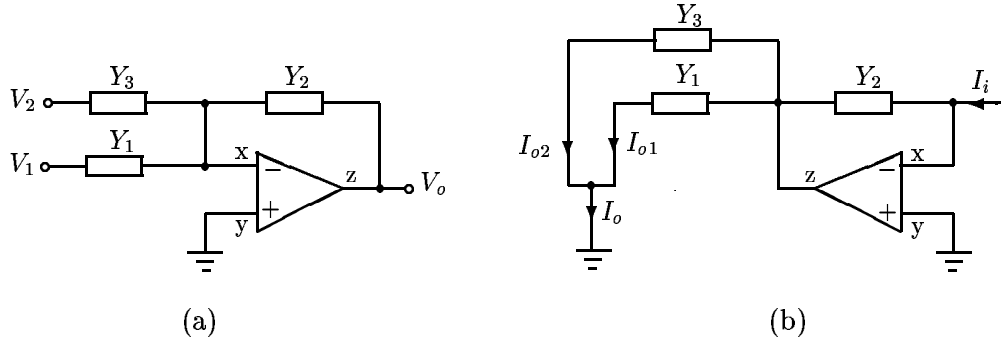 Y₃ Y₂
V₂
Y₁
V₁
x
−
z
Vₒ
+
y
(a)
Y₃
Y₁ Y₂ Iᵢ
Iₒ₂ Iₒ₁
x
−
z
+
y
Iₒ
(b)